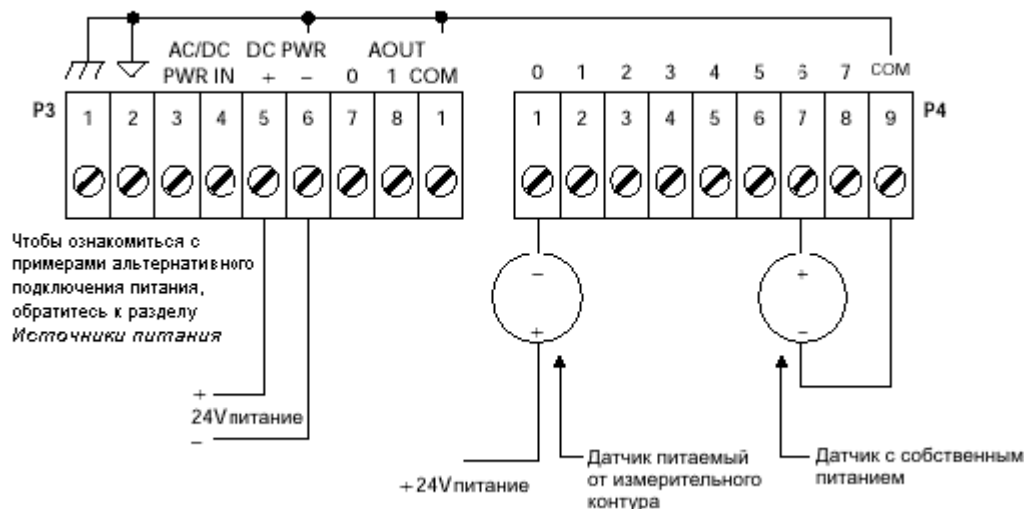 AC/DC DC PWR AOUT
PWR IN + – 0 1 COM
0 1 2 3 4 5 6 7 COM
P3 1 2 3 4 5 6 7 8 1
1 2 3 4 5 6 7 8 9 P4
Чтобы ознакомиться с
примерами альтернативного
подключения питания,
обратитесь к разделу
Источники питания
– +
+ –
+
24V питание
–
+24V питание
Датчик питаемый
от измерительного
контура
Датчик с собственным
питанием